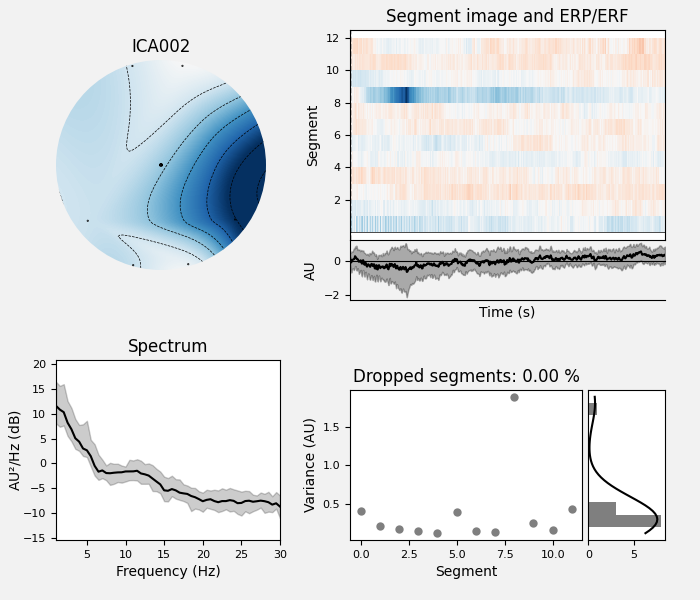 ICA002
Segment image and ERP/ERF
12
10
8
6
4
2
Segment
0
−2
AU
Time (s)
Spectrum
20
15
10
5
0
−5
−10
−15
AU²/Hz (dB)
5 10 15 20 25 30
Frequency (Hz)
Dropped segments: 0.00 %
1.5
1.0
0.5
Variance (AU)
0.0 2.5 5.0 7.5 10.0
Segment
0 5